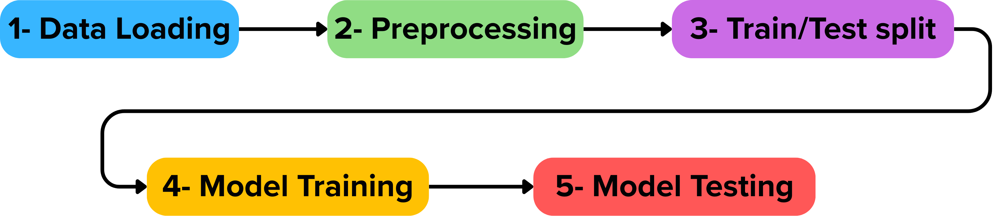 1- Data Loading
2- Preprocessing
3- Train/Test split
4- Model Training
5- Model Testing